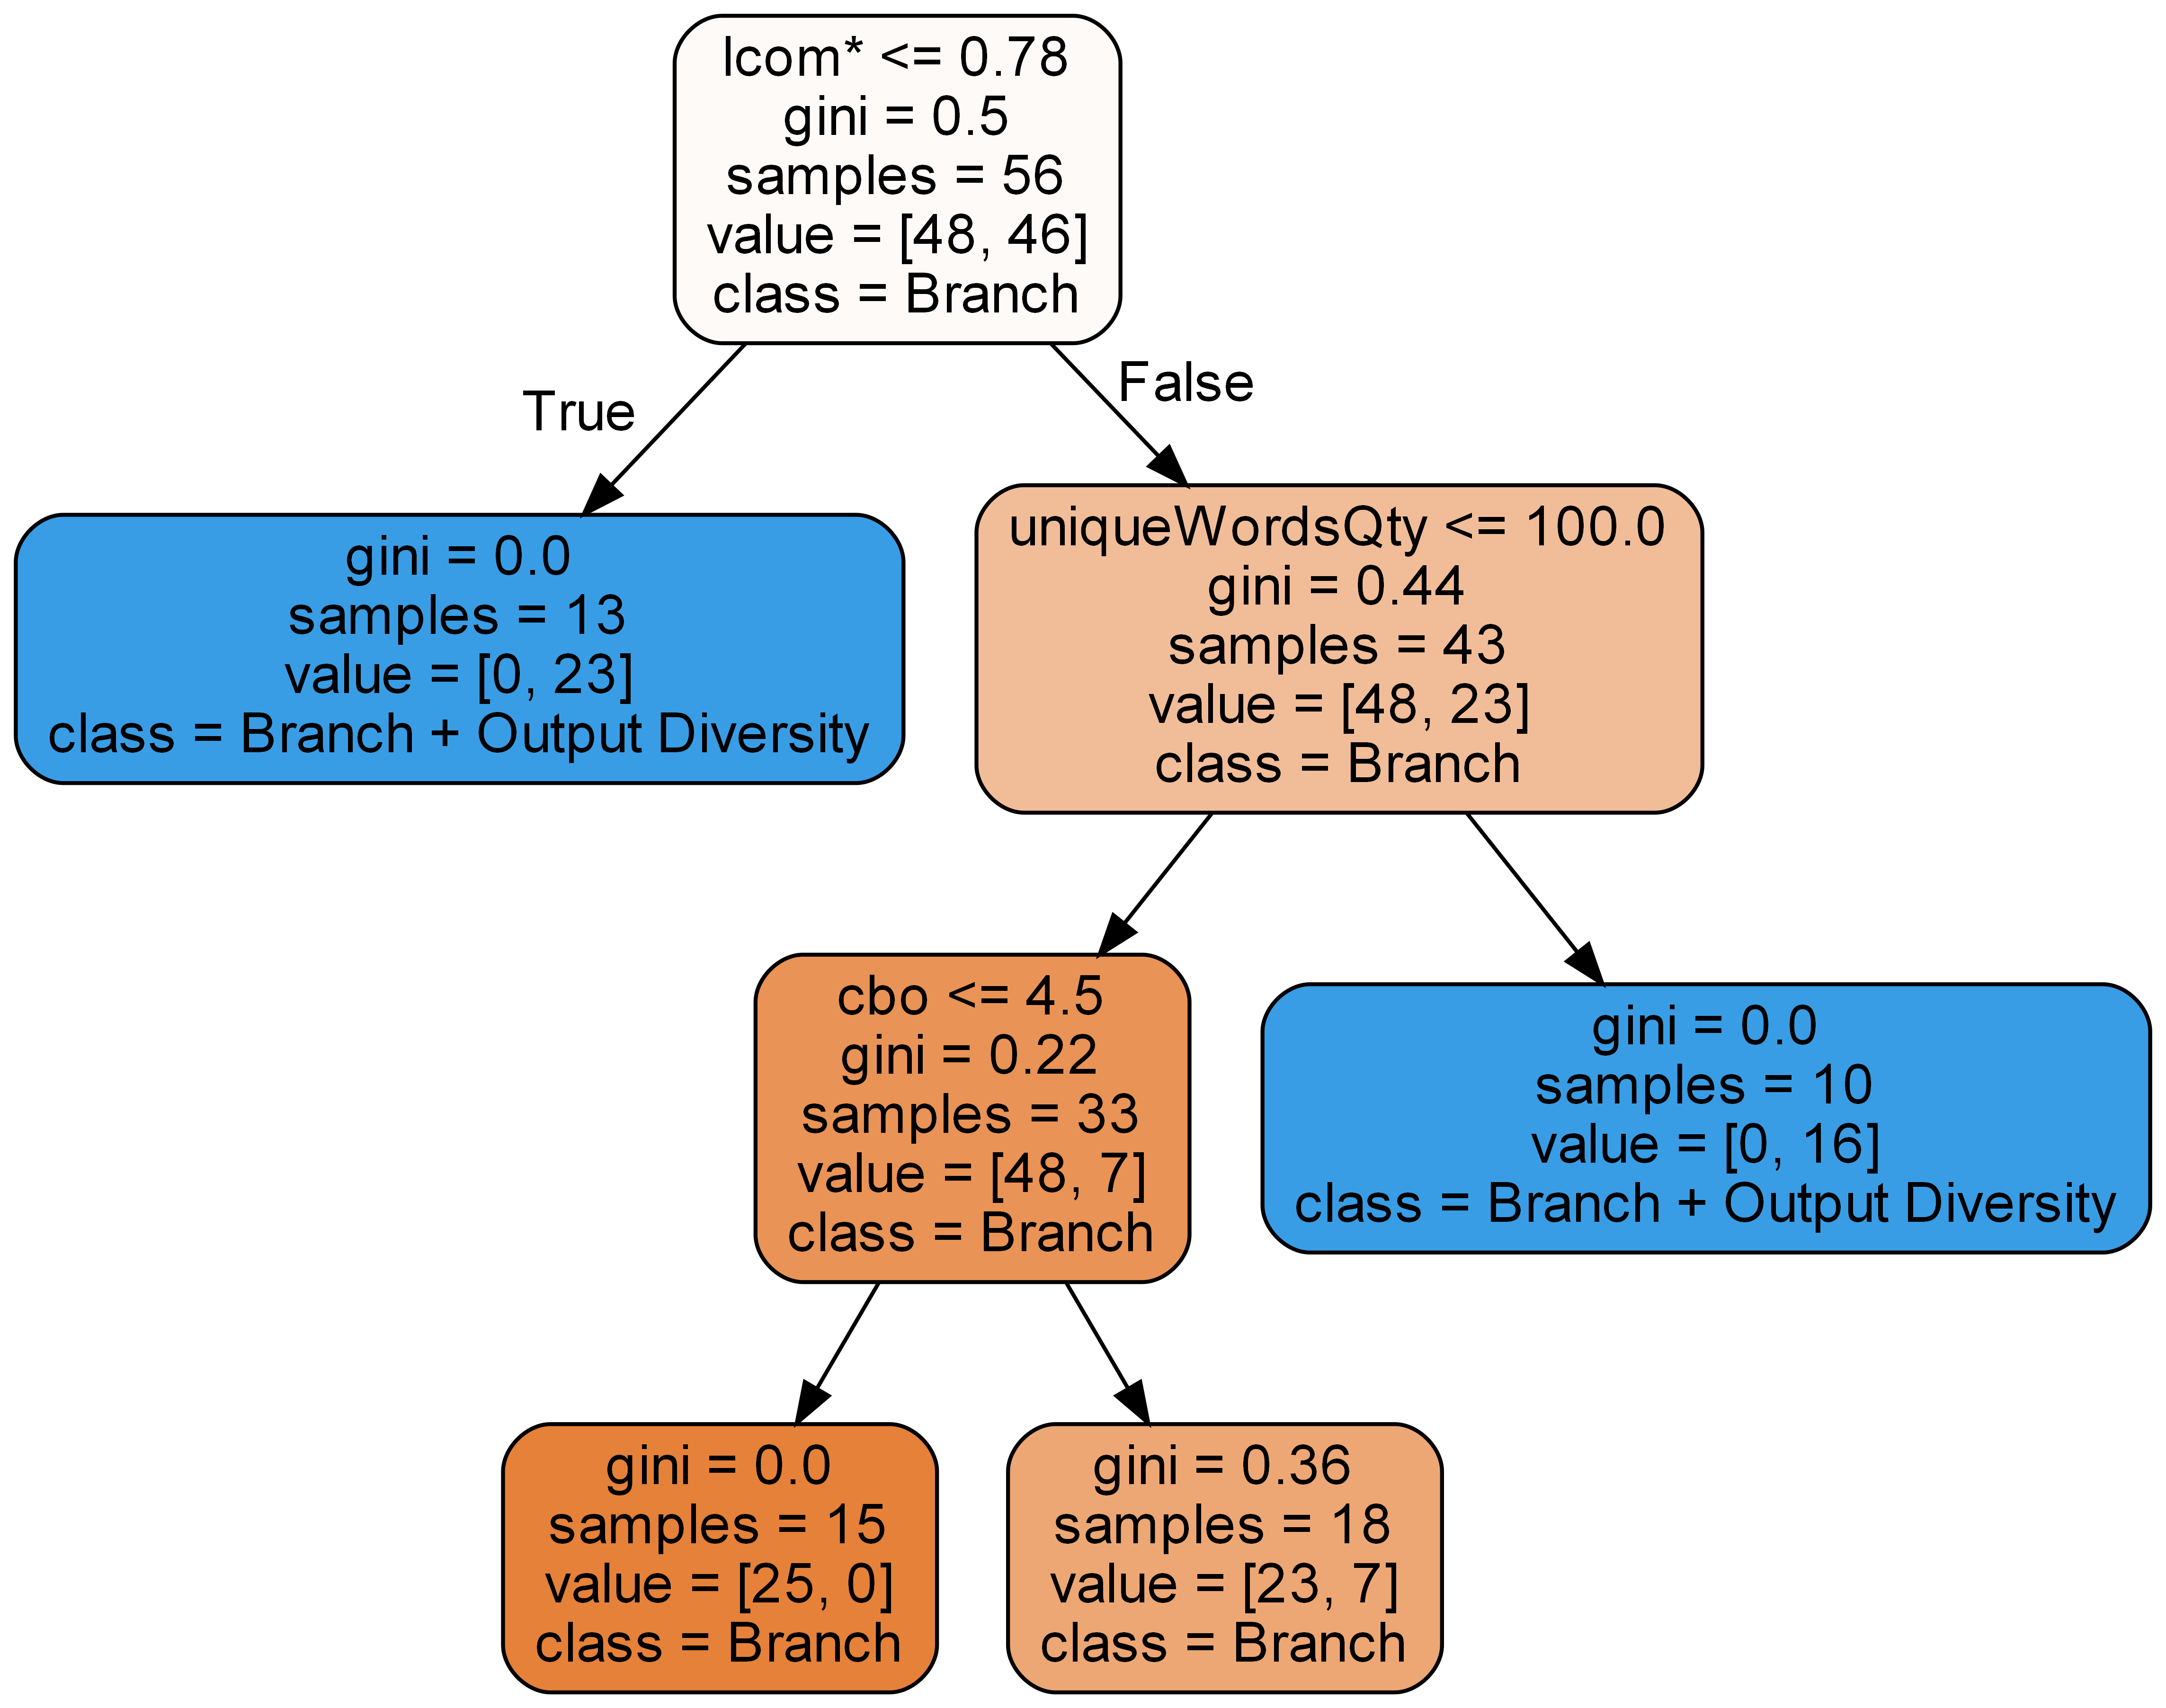 lcom* <= 0.78
gini = 0.5
samples = 56
value = [48, 46]
class = Branch
True
False
gini = 0.0
samples = 13
value = [0, 23]
class = Branch + Output Diversity
uniqueWordsQty <= 100.0
gini = 0.44
samples = 43
value = [48, 23]
class = Branch
cbo <= 4.5
gini = 0.22
samples = 33
value = [48, 7]
class = Branch
gini = 0.0
samples = 10
value = [0, 16]
class = Branch + Output Diversity
gini = 0.0
samples = 15
value = [25, 0]
class = Branch
gini = 0.36
samples = 18
value = [23, 7]
class = Branch